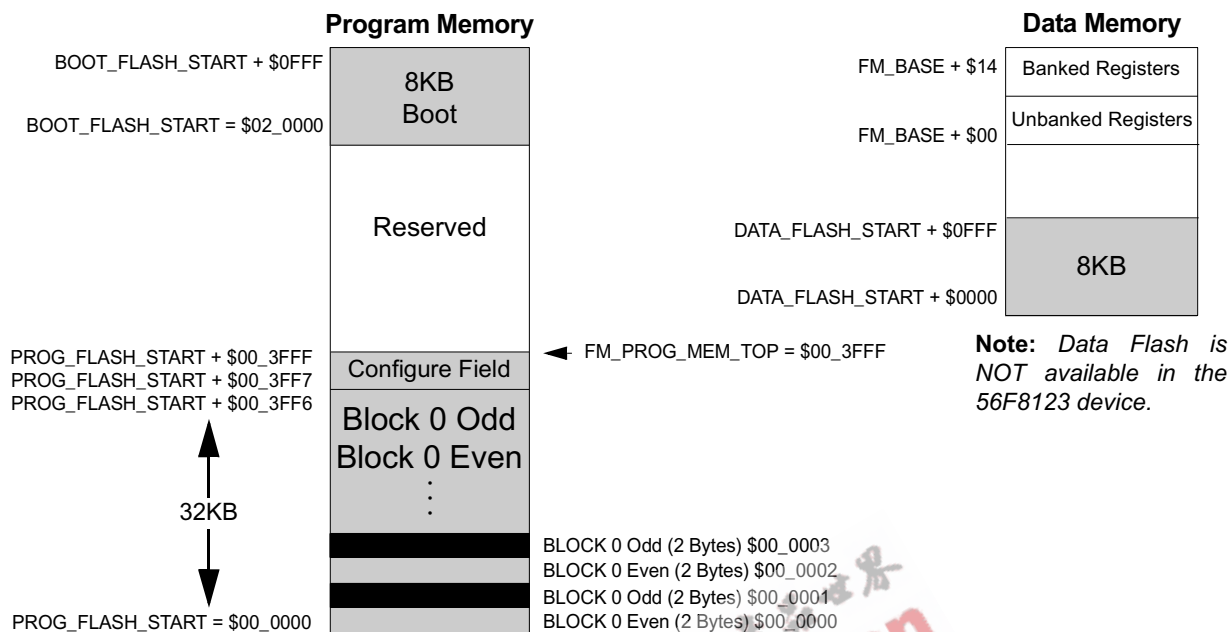 Program Memory
BOOT_FLASH_START + $0FFF
BOOT_FLASH_START = $02_0000
8KB
Boot
Reserved
PROG_FLASH_START + $00_3FFF
PROG_FLASH_START + $00_3FF7
PROG_FLASH_START + $00_3FF6
Configure Field
FM_PROG_MEM_TOP = $00_3FFF
Block 0 Odd
Block 0 Even
32KB
BLOCK 0 Odd (2 Bytes) $00_0003
BLOCK 0 Even (2 Bytes) $00_0002
BLOCK 0 Odd (2 Bytes) $00_0001
BLOCK 0 Even (2 Bytes) $00_0000
PROG_FLASH_START = $00_0000
Data Memory
FM_BASE + $14
Banked Registers
Unbanked Registers
FM_BASE + $00
DATA_FLASH_START + $0FFF
8KB
DATA_FLASH_START + $0000
Note: Data Flash is
NOT available in the
56F8123 device.